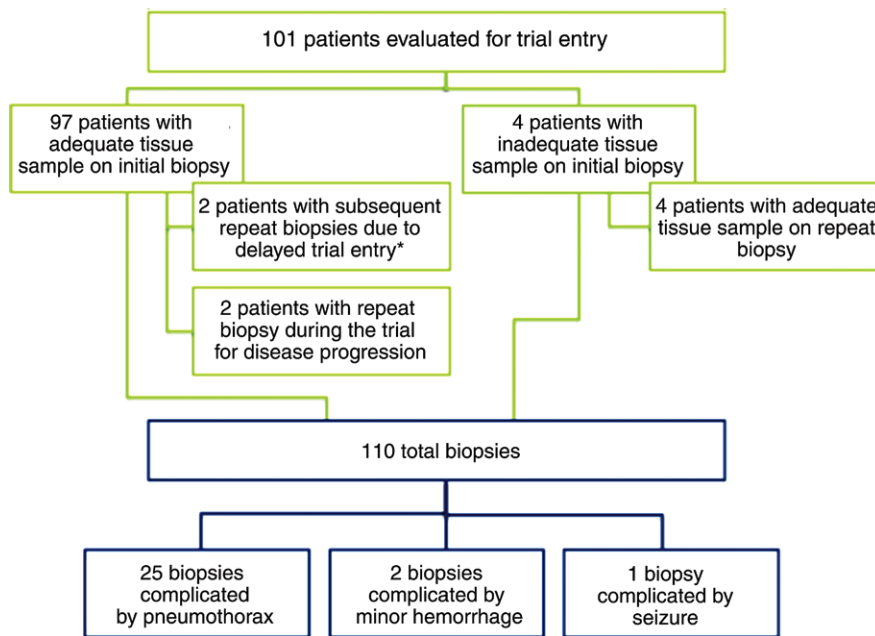 101 patients evaluated for trial entry
97 patients with
adequate tissue
sample on initial biopsy
4 patients with
inadequate tissue
sample on initial biopsy
2 patients with subsequent
repeat biopsies due to
delayed trial entry*
4 patients with adequate
tissue sample on repeat
biopsy
2 patients with repeat
biopsy during the trial
for disease progression
110 total biopsies
25 biopsies
complicated
by pneumothorax
2 biopsies
complicated by
minor hemorrhage
1 biopsy
complicated by
seizure